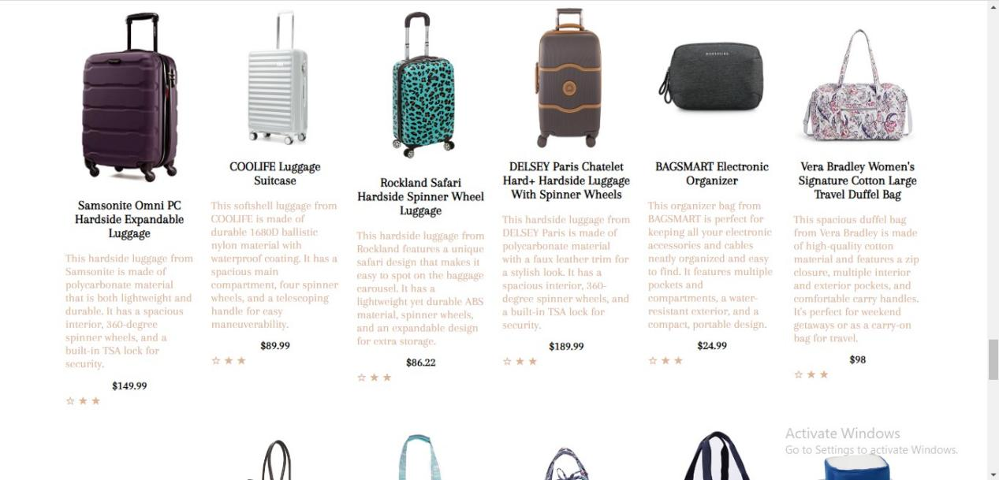 Samsonite Omni PC
Hardside Expandable
Luggage
This hardside luggage from
Samsonite is made of
polycarbonate material
that is both lightweight and
durable. It has a spacious
interior, 360-degree
spinner wheels, and a
built-in TSA lock for
security.
$149.99
COOLIFE Luggage
Suitcase
This softshell luggage from
COOLIFE is made of
durable 1680D ballistic
nylon material with
waterproof coating. It has a
spacious main
compartment, four spinner
wheels, and a telescoping
handle for easy
maneuverability.
$89.99
Rockland Safari
Hardside Spinner Wheel
Luggage
This hardside luggage from
Rockland features a unique
safari design that makes it
easy to spot on the baggage
carousel. It has a
lightweight yet durable ABS
material, spinner wheels,
and an expandable design
for extra storage.
$86.22
DELSEY Paris Chatelet
Hard+ Hardside Luggage
With Spinner Wheels
This hardside luggage from
DELSEY Paris is made of
polycarbonate material
with a faux leather trim for
a stylish look. It has a
spacious interior, 360-
degree spinner wheels, and
a built-in TSA lock for
security.
$189.99
BAGSMART Electronic
Organizer
This organizer bag from
BAGSMART is perfect for
keeping all your electronic
accessories and cables
neatly organized and easy
to find. It features multiple
pockets and
compartments, a water-
resistant exterior, and a
compact, portable design.
$24.99
Vera Bradley Women's
Signature Cotton Large
Travel Duffel Bag
This spacious duffel bag
from Vera Bradley is made
of high-quality cotton
material and features a zip
closure, multiple interior
and exterior pockets, and
comfortable carry handles.
It's perfect for weekend
getaways or as a carry-on
bag for travel.
$98
Activate Windows
Go to Settings to activate Windows.